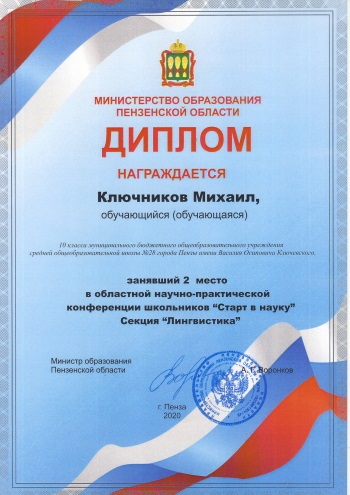 МИНИСТЕРСТВО ОБРАЗОВАНИЯ
ПЕНЗЕНСКОЙ ОБЛАСТИ
ДИПЛОМ
НАГРАЖДАЕТСЯ
Ключников Михаил,
обучающийся (обучающаяся)
10 класса муниципального бюджетного общеобразовательного учреждения
средней общеобразовательной школы №28 города Пензы имени Василия Осиповича Ключевского,
занявший 2 место
в областной научно-практической
конференции школьников “Старт в науку”
Секция “Лингвистика”
Министр образования
Пензенской области
А. Г. Воронков
г. Пенза
2020